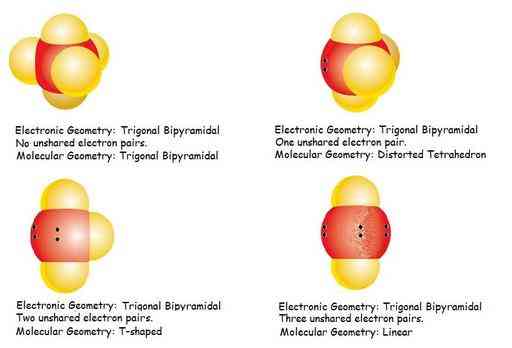 Electronic Geometry: Trigonal Bipyramidal
No unshared electron pairs.
Molecular Geometry: Trigonal Bipyramidal
Electronic Geometry: Trigonal Bipyramidal
One unshared electron pair.
Molecular Geometry: Distorted Tetrahedron
Electronic Geometry: Trigonal Bipyramidal
Two unshared electron pairs.
Molecular Geometry: T-shaped
Electronic Geometry: Trigonal Bipyramidal
Three unshared electron pairs.
Molecular Geometry: Linear